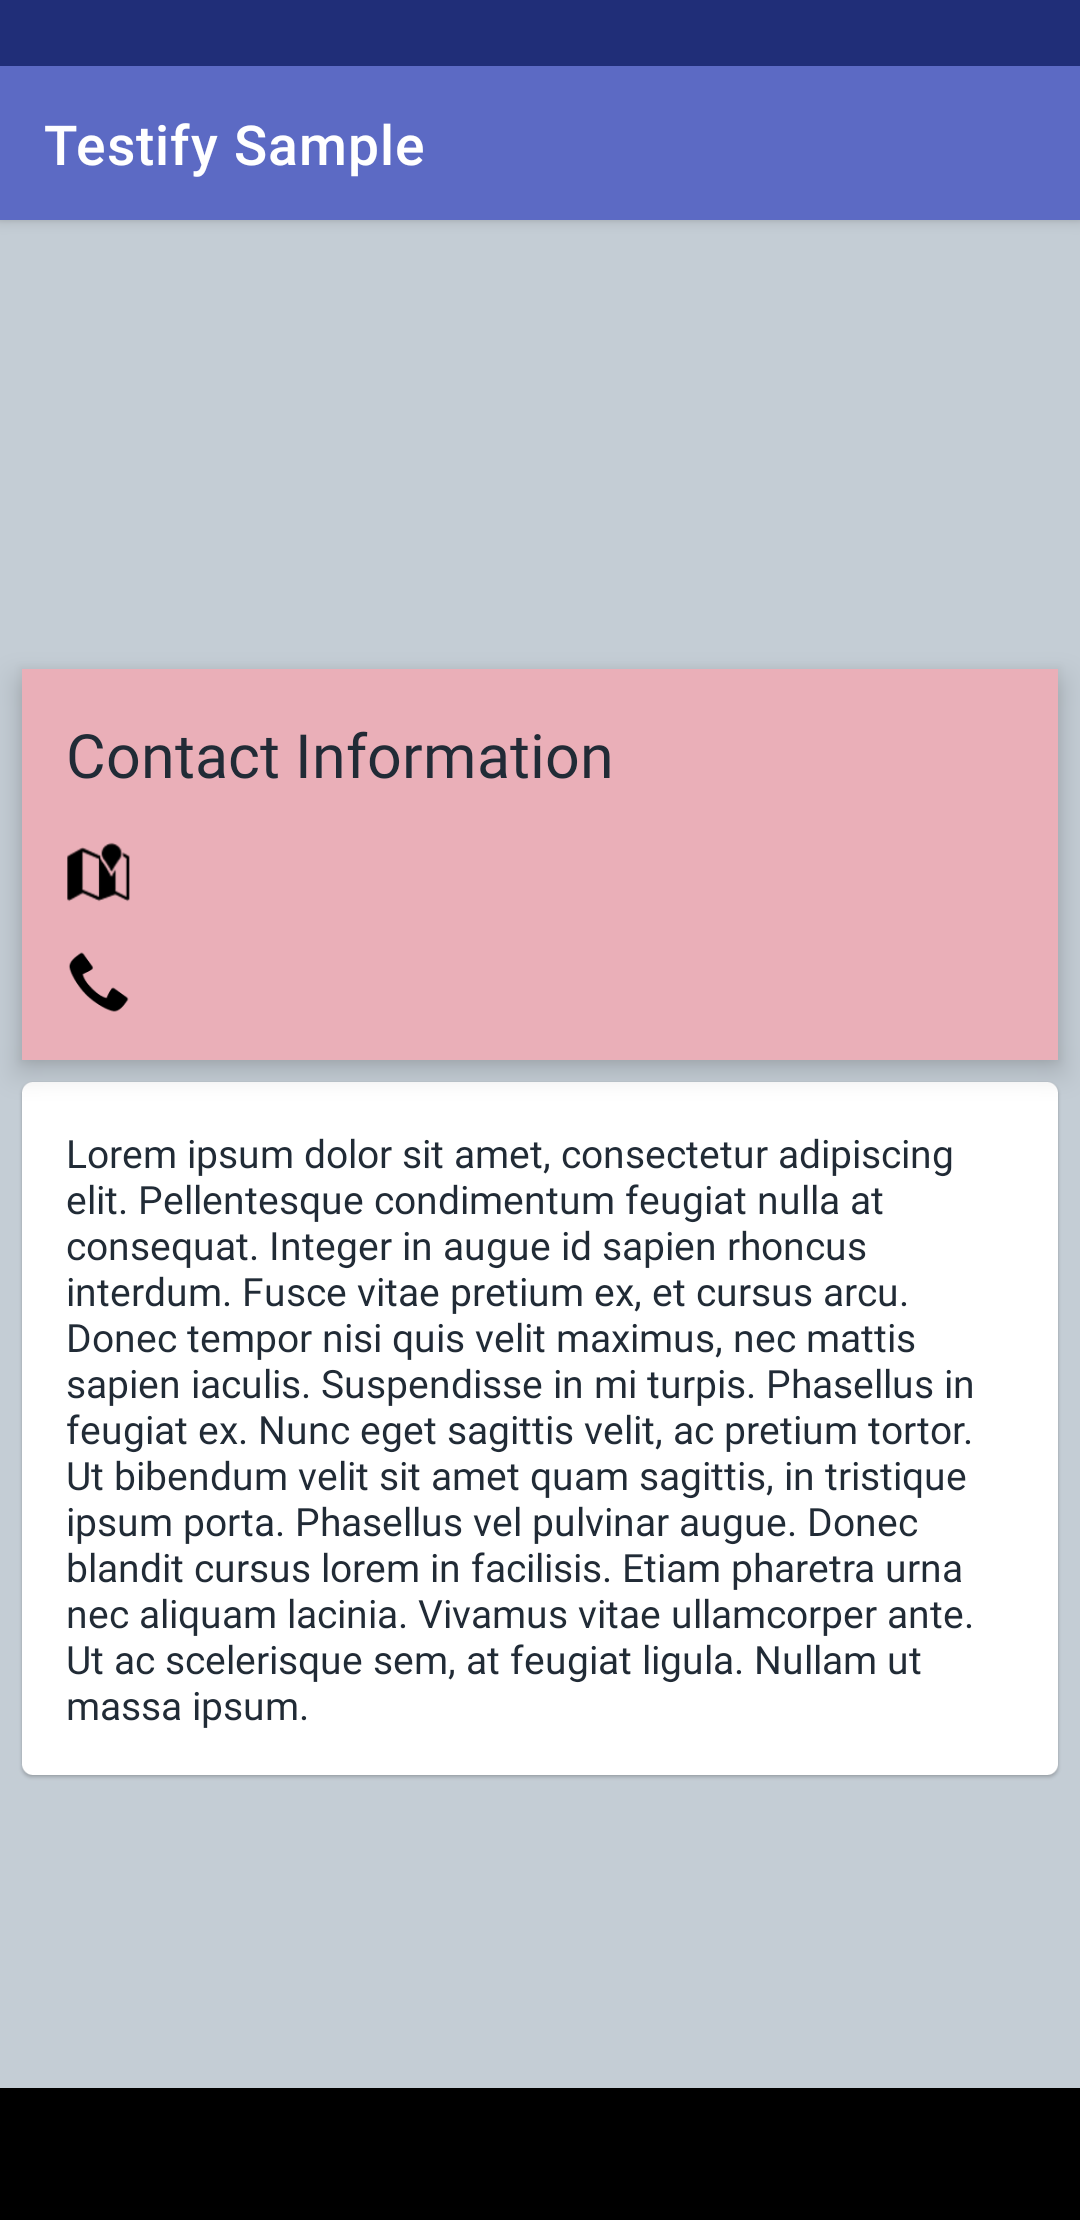 Testify Sample
Contact Information
Lorem ipsum dolor sit amet, consectetur adipiscing
elit. Pellentesque condimentum feugiat nulla at
consequat. Integer in augue id sapien rhoncus
interdum. Fusce vitae pretium ex, et cursus arcu.
Donec tempor nisi quis velit maximus, nec mattis
sapien iaculis. Suspendisse in mi turpis. Phasellus in
feugiat ex. Nunc eget sagittis velit, ac pretium tortor.
Ut bibendum velit sit amet quam sagittis, in tristique
ipsum porta. Phasellus vel pulvinar augue. Donec
blandit cursus lorem in facilisis. Etiam pharetra urna
nec aliquam lacinia. Vivamus vitae ullamcorper ante.
Ut ac scelerisque sem, at feugiat ligula. Nullam ut
massa ipsum.